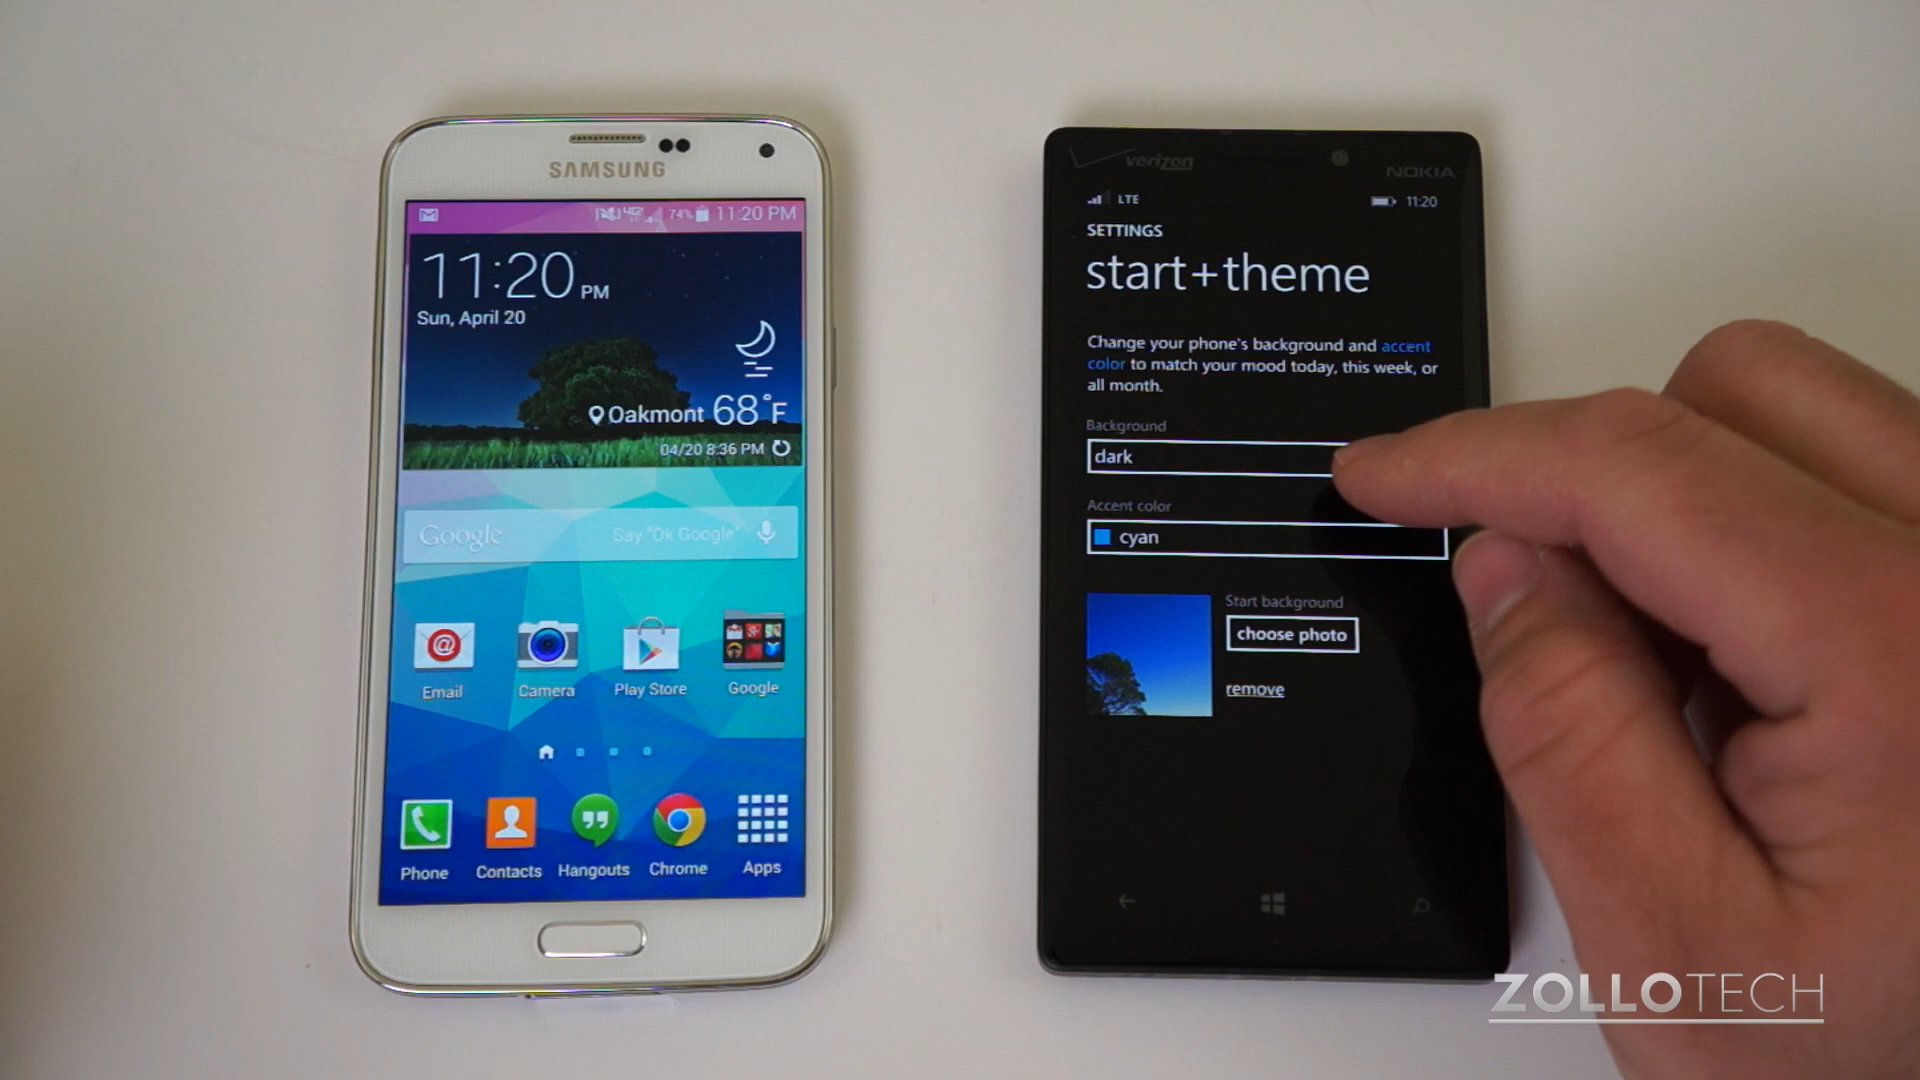 SAMSUNG
4G LTE 74% 11:20 PM
11:20 PM
Sun, April 20
Oakmont 68°F
04/20 8:36 PM
Google Say "Ok Google"
Email Camera Play Store Google
Phone Contacts Hangouts Chrome Apps
verizon NOKIA
LTE 11:20
SETTINGS
start+theme
Change your phone's background and accent
color to match your mood today, this week, or
all month.
Background
dark
Accent color
cyan
Start background
choose photo
remove
ZOLLOTECH